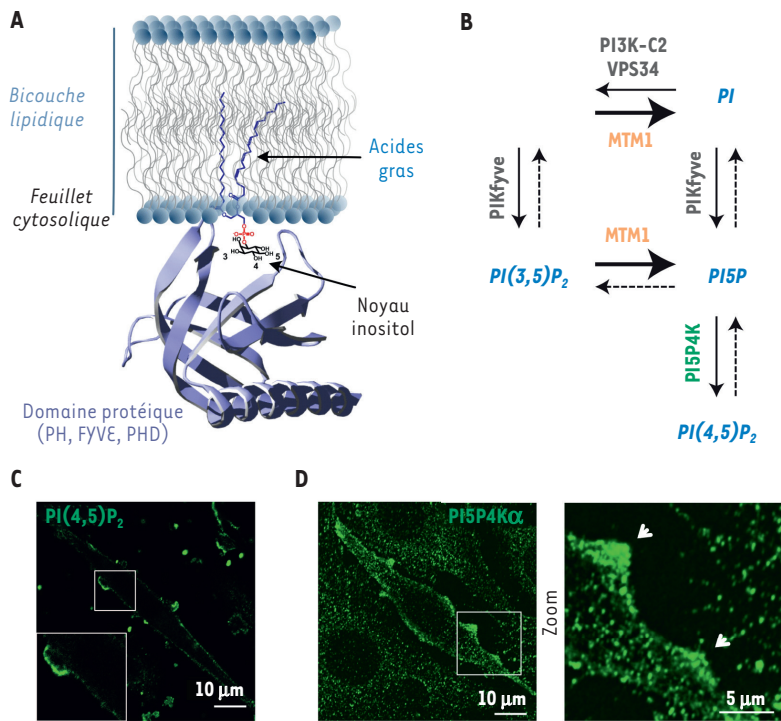 A
Bicouche
lipidique
Feuillet
cytosolique
Acides
gras
OH
HO
3
4
5
Noyau
inositol
Domaine protéique
(PH, FYVE, PHD)
B
PI3K-C2
VPS34
PI
MTM1
PIKfyve
PIKfyve
MTM1
PI(3,5)P₂
PI5P
PI5P4K
PI(4,5)P₂
C
PI(4,5)P₂
10 µm
D
PI5P4Kα
10 µm
Zoom
5 µm